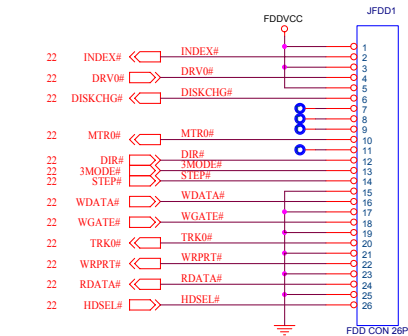 JFDD1
FDDVCC
1
22 INDEX# INDEX# 2
3
22 DRV0# DRV0# 4
5
22 DISKCHG# DISKCHG# 6
7
8
9
22 MTR0# MTR0# 10
11
22 DIR# DIR# 12
22 3MODE# 3MODE# 13
22 STEP# STEP# 14
15
22 WDATA# WDATA# 16
17
22 WGATE# WGATE# 18
19
22 TRK0# TRK0# 20
21
22 WRPRT# WRPRT# 22
23
22 RDATA# RDATA# 24
25
22 HDSEL# HDSEL# 26
FDD CON 26P